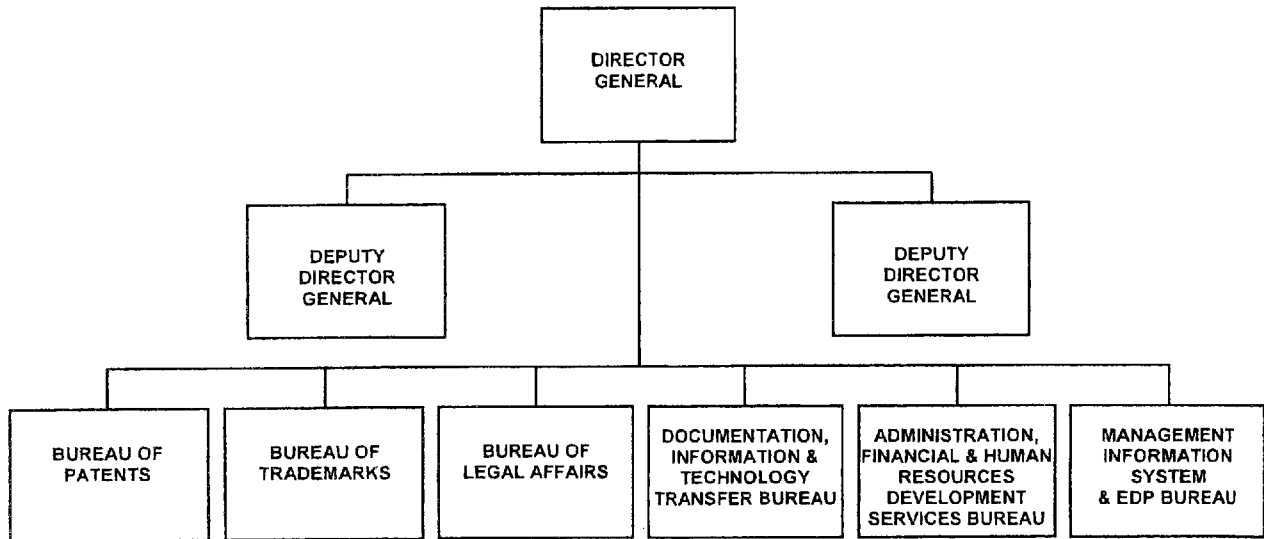 DIRECTOR
GENERAL
DEPUTY
DIRECTOR
GENERAL
DEPUTY
DIRECTOR
GENERAL
BUREAU OF
PATENTS
BUREAU OF
TRADEMARKS
BUREAU OF
LEGAL AFFAIRS
DOCUMENTATION,
INFORMATION &
TECHNOLOGY
TRANSFER BUREAU
ADMINISTRATION,
FINANCIAL & HUMAN
RESOURCES
DEVELOPMENT
SERVICES BUREAU
MANAGEMENT
INFORMATION
SYSTEM
& EDP BUREAU